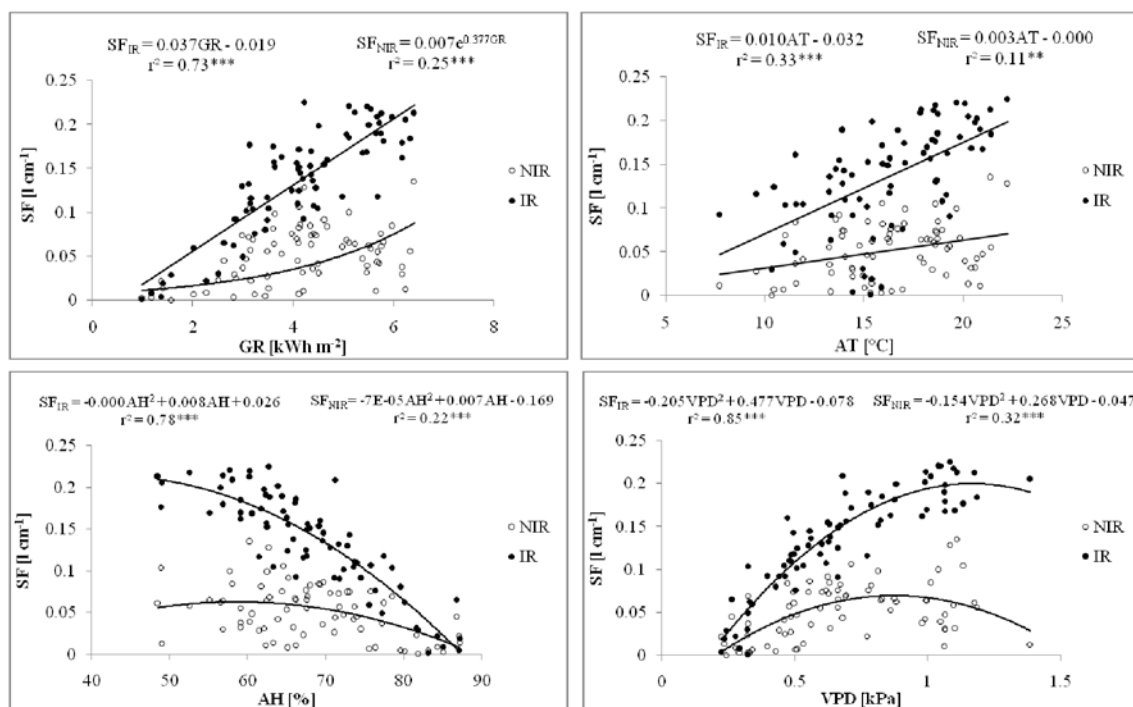 SF_IR = 0.037GR - 0.019 SF_NIR = 0.007e^0.377GR
r² = 0.73*** r² = 0.25***
0.25
0.2
0.15
0.1
0.05
0
SF [l cm⁻¹]
NIR
IR
0 2 4 6 8
GR [kWh m⁻²]
SF_IR = 0.010AT - 0.032 SF_NIR = 0.003AT - 0.000
r² = 0.33*** r² = 0.11**
0.25
0.2
0.15
0.1
0.05
0
SF [l cm⁻¹]
NIR
IR
5 10 15 20 25
AT [°C]
SF_IR = -0.000AH² + 0.008AH + 0.026 SF_NIR = -7E-05AH² + 0.007AH - 0.169
r² = 0.78*** r² = 0.22***
0.25
0.2
0.15
0.1
0.05
0
SF [l cm⁻¹]
NIR
IR
40 50 60 70 80 90
AH [%]
SF_IR = -0.205VPD² + 0.477VPD - 0.078 SF_NIR = -0.154VPD² + 0.268VPD - 0.047
r² = 0.85*** r² = 0.32***
0.25
0.2
0.15
0.1
0.05
0
SF [l cm⁻¹]
NIR
IR
0 0.5 1 1.5
VPD [kPa]